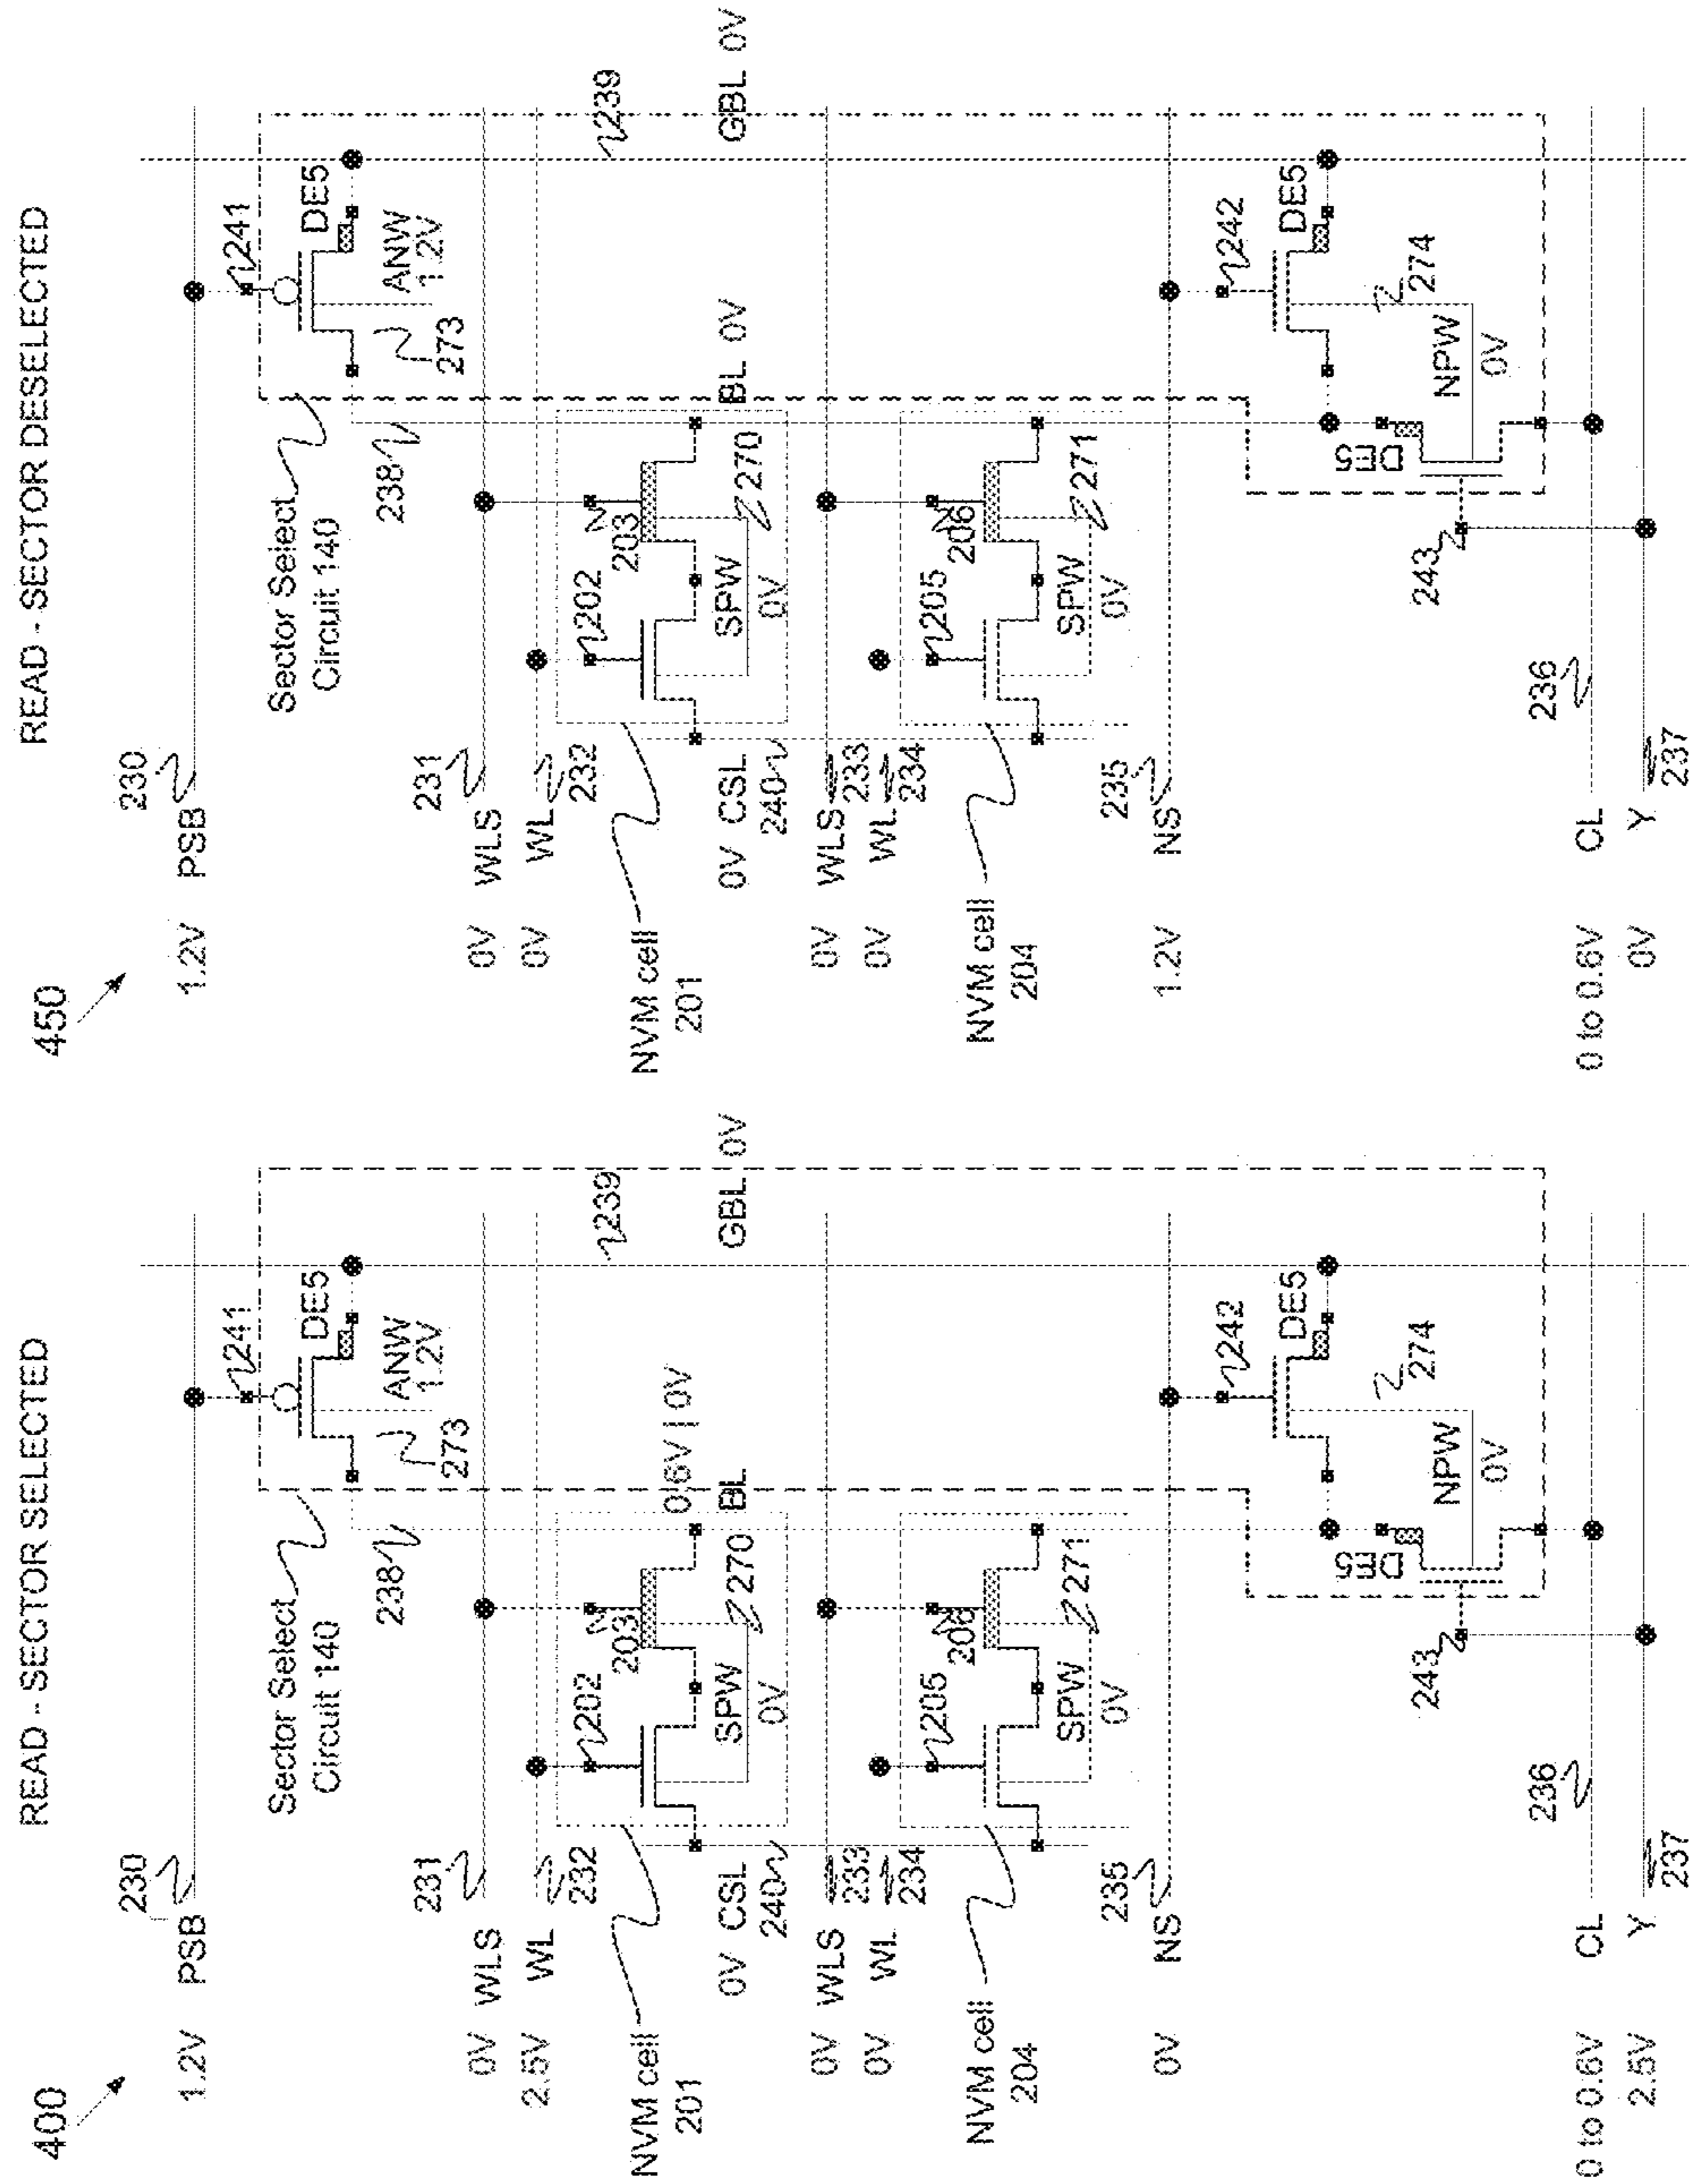 400
READ - SECTOR SELECTED
1.2V PSB
230
241
DE5
ANW
1.2V
273
Sector Select
Circuit 140
238
0V WLS
231
2.5V WL
232
239
202
203
0.6V | 0V
BL
GBL 0V
NVM cell
201
SPW
0V
270
0V CSL
240
0V WLS
233
0V WL
234
205
206
NVM cell
204
SPW
0V
271
0V NS
235
242
DE5
274
NPW
0V
DE5
243
236
0 to 0.6V CL
2.5V Y
237
450
READ - SECTOR DESELECTED
1.2V PSB
230
241
DE5
ANW
1.2V
273
Sector Select
Circuit 140
238
0V WLS
231
0V WL
232
239
202
203
BL 0V
GBL 0V
NVM cell
201
SPW
0V
270
0V CSL
240
0V WLS
233
0V WL
234
205
206
NVM cell
204
SPW
0V
271
1.2V NS
235
242
DE5
274
NPW
0V
DE5
243
236
0 to 0.6V CL
0V Y
237